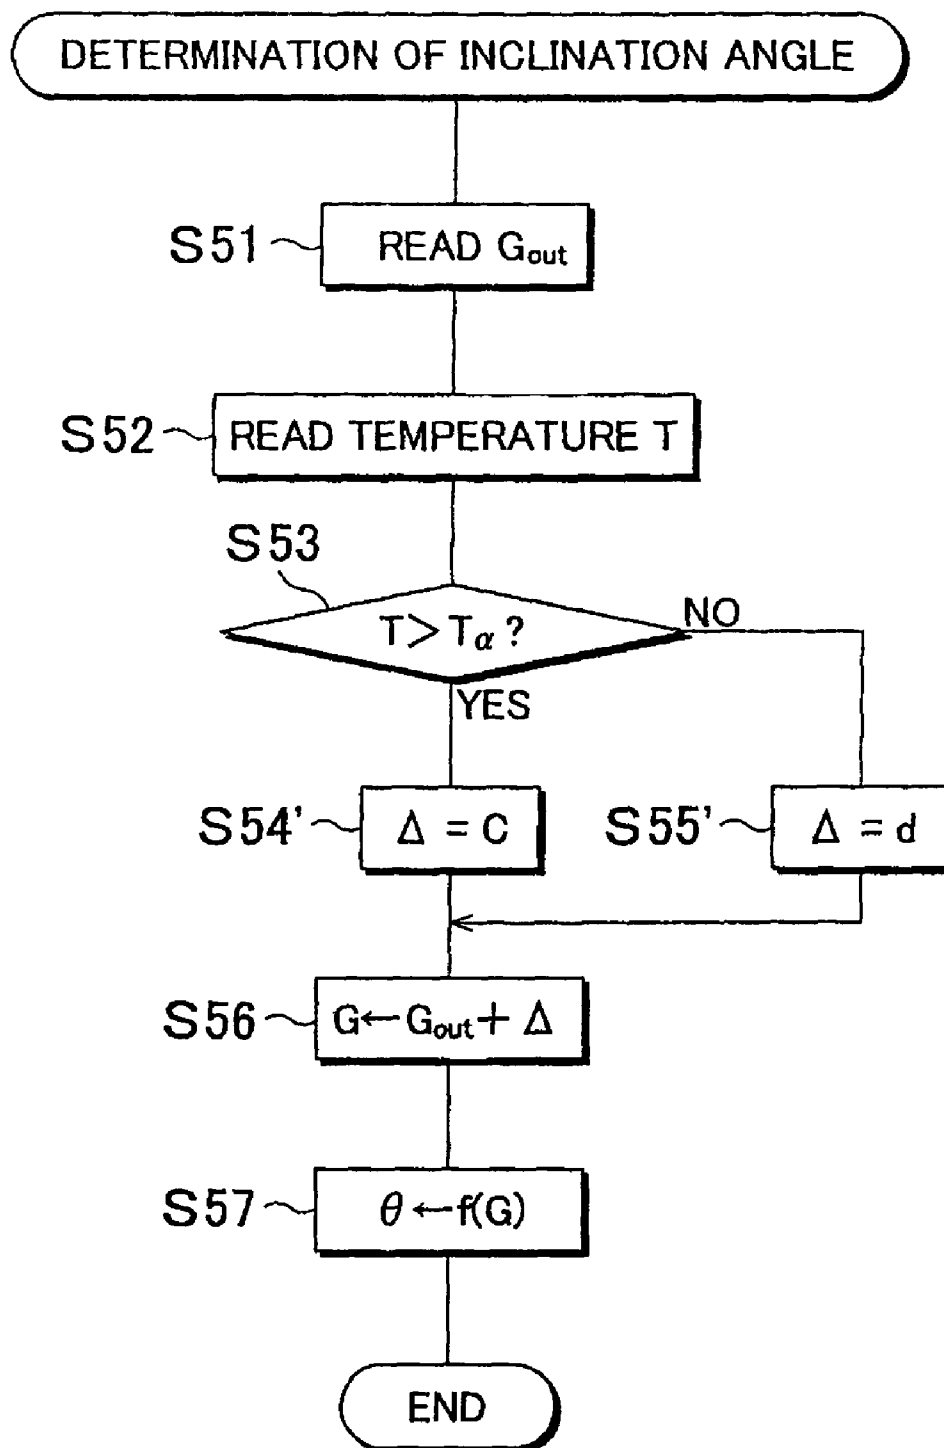 DETERMINATION OF INCLINATION ANGLE
S51
READ Gout
S52
READ TEMPERATURE T
S53
T > Tα ?
NO
YES
S54'
Δ = C
S55'
Δ = d
S56
G←Gout + Δ
S57
θ ←f(G)
END